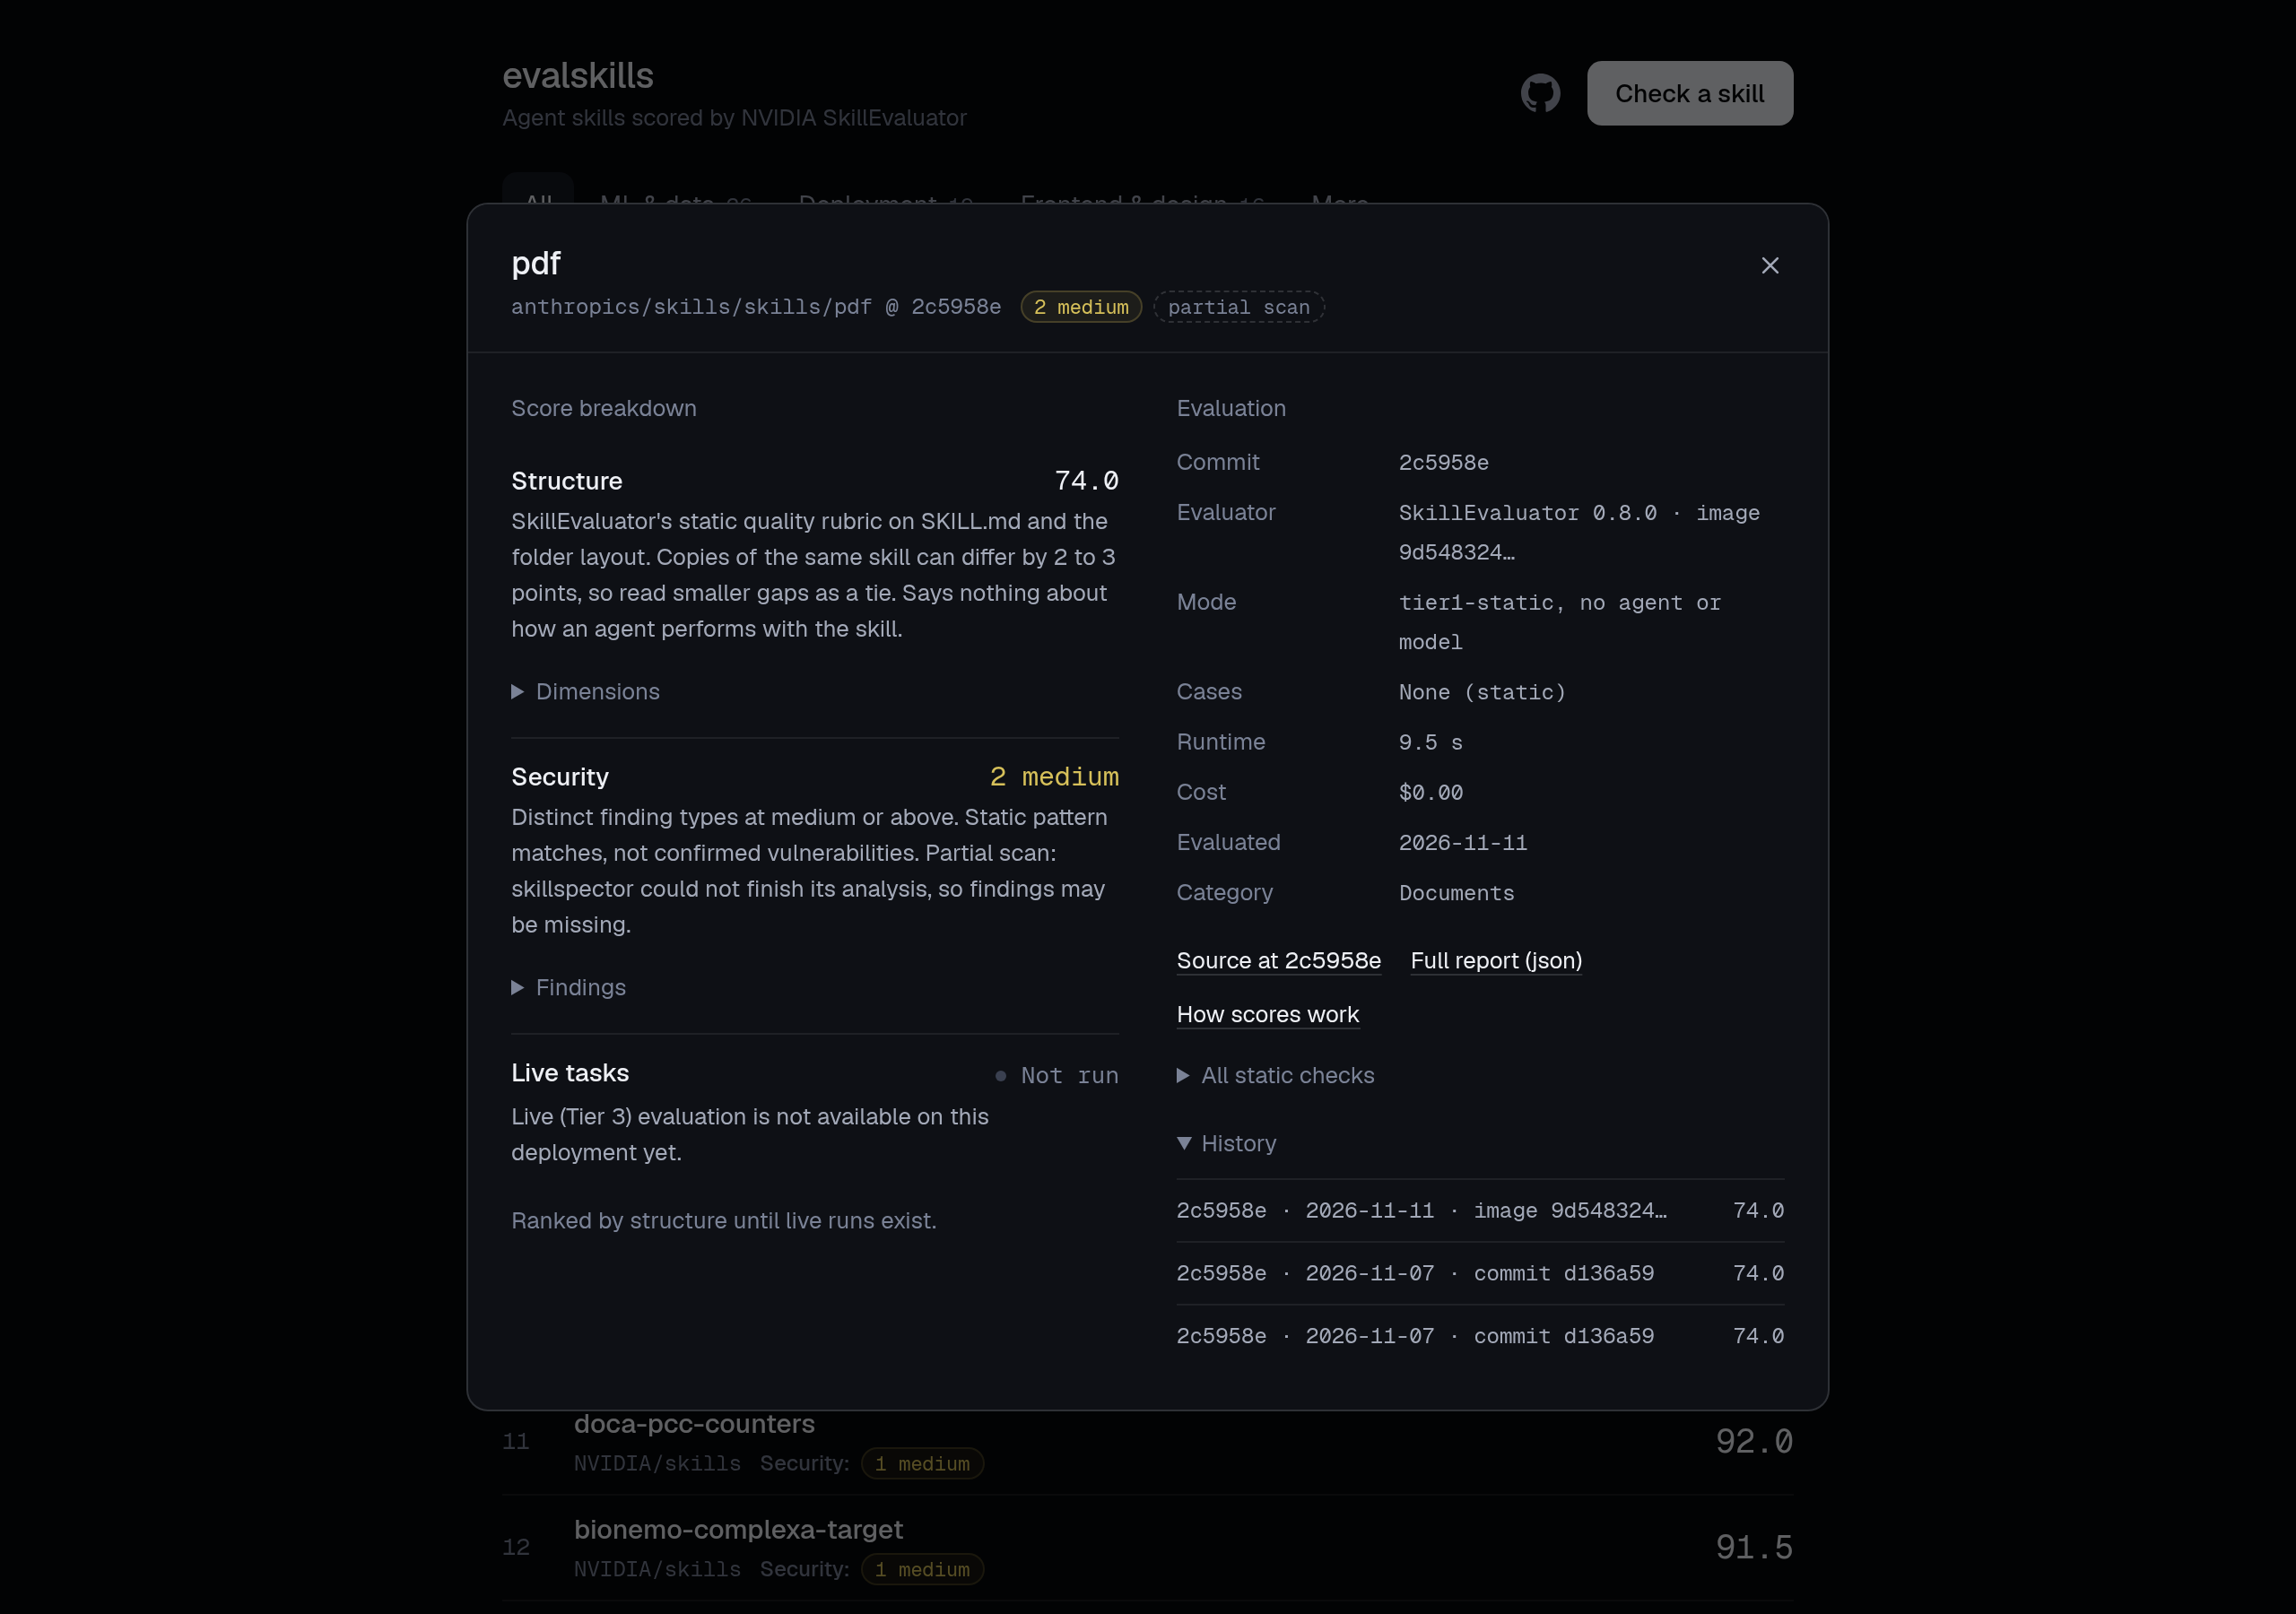 evalskills
Agent skills scored by NVIDIA SkillEvaluator
Check a skill
All ML & data 26 Deployment Frontend & design 16 More
pdf
anthropics/skills/skills/pdf @ 2c5958e 2 medium partial scan
Score breakdown
Structure 74.0
SkillEvaluator's static quality rubric on SKILL.md and the
folder layout. Copies of the same skill can differ by 2 to 3
points, so read smaller gaps as a tie. Says nothing about
how an agent performs with the skill.
Dimensions
Security 2 medium
Distinct finding types at medium or above. Static pattern
matches, not confirmed vulnerabilities. Partial scan:
skillspector could not finish its analysis, so findings may
be missing.
Findings
Live tasks Not run
Live (Tier 3) evaluation is not available on this
deployment yet.
Ranked by structure until live runs exist.
Evaluation
Commit 2c5958e
Evaluator SkillEvaluator 0.8.0 · image
9d548324…
Mode tier1-static, no agent or
model
Cases None (static)
Runtime 9.5 s
Cost $0.00
Evaluated 2026-11-11
Category Documents
Source at 2c5958e Full report (json)
How scores work
All static checks
History
2c5958e · 2026-11-11 · image 9d548324… 74.0
2c5958e · 2026-11-07 · commit d136a59 74.0
2c5958e · 2026-11-07 · commit d136a59 74.0
11 doca-pcc-counters 92.0
NVIDIA/skills Security: 1 medium
12 bionemo-complexa-target 91.5
NVIDIA/skills Security: 1 medium